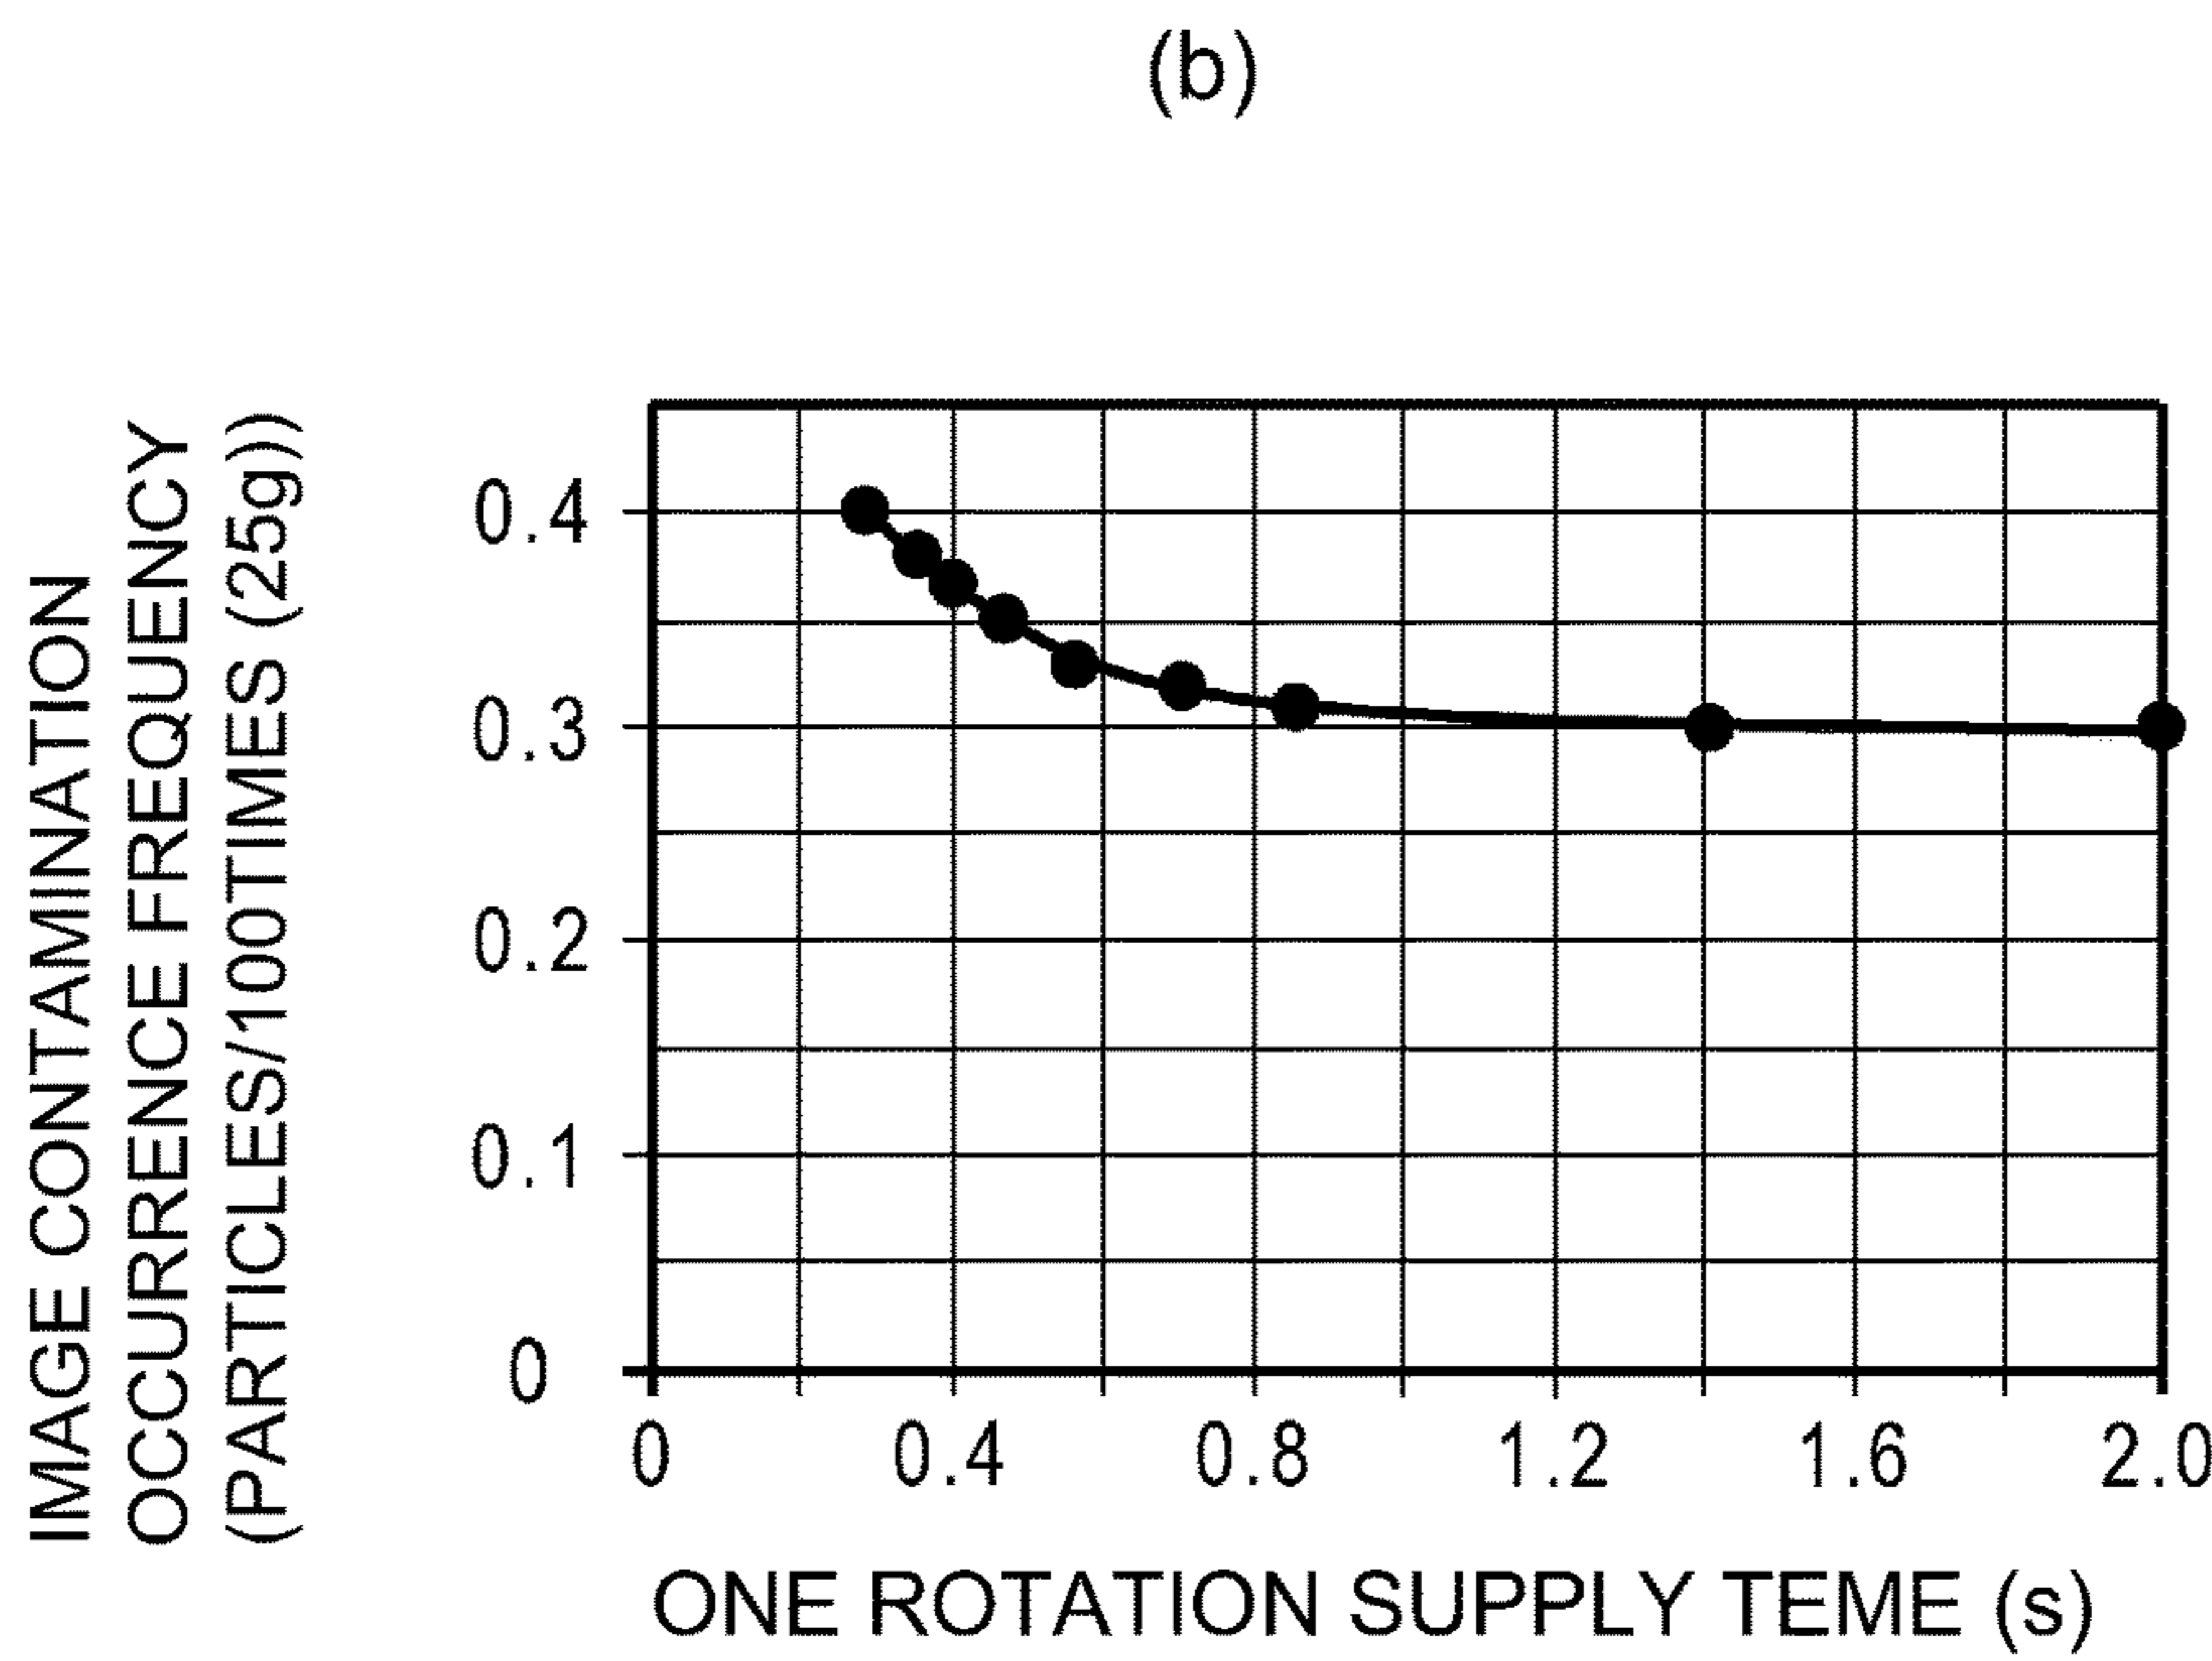 (b)
IMAGE CONTAMINATION
OCCURRENCE FREQUENCY
(PARTICLES/100TIMES (25g))
0.4
0.3
0.2
0.1
0
0 0.4 0.8 1.2 1.6 2.0
ONE ROTATION SUPPLY TEME (s)